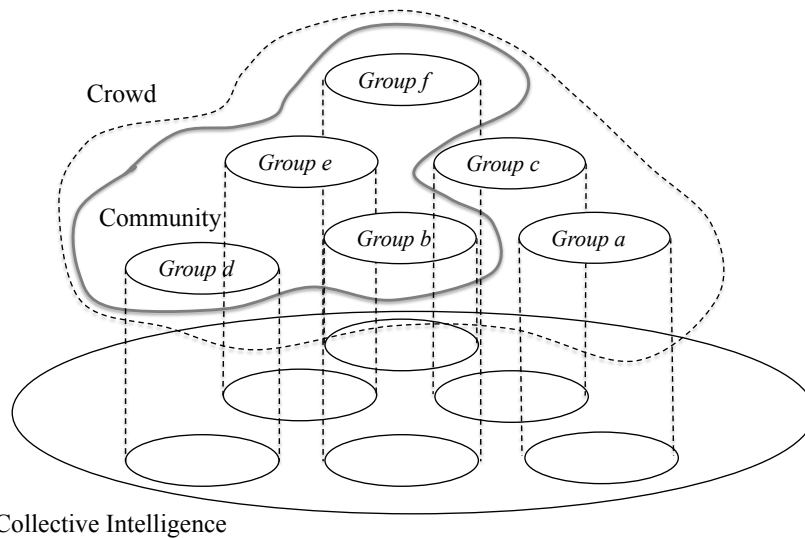 Group f
Crowd
Group e
Group c
Community
Group b
Group a
Group d
Collective Intelligence